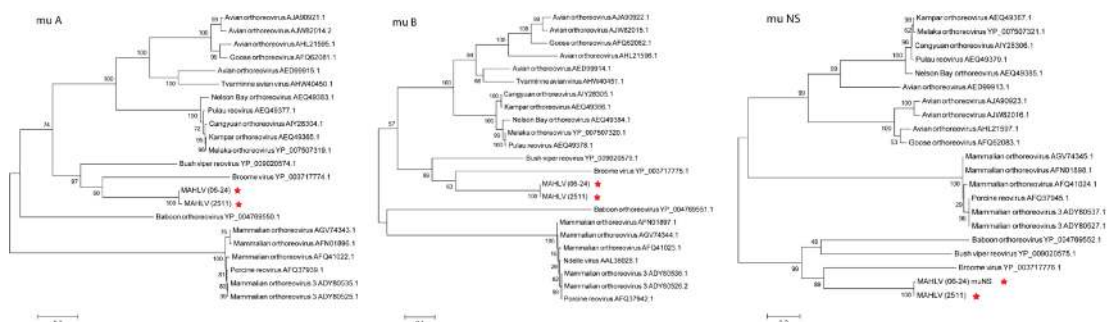 mu A
Avian orthoreovirus AJA90921.1
Avian orthoreovirus AJW82014.2
Avian orthoreovirus AHL21595.1
Goose orthoreovirus AFQ62081.1
Avian orthoreovirus AED99915.1
Tvarminne avian virus AHW40450.1
Nelson Bay orthoreovirus AEQ49383.1
Pulau reovirus AEQ49377.1
Cangyuan orthoreovirus AIY28304.1
Kampar orthoreovirus AEQ49365.1
Melaka orthoreovirus YP_007507319.1
Bush viper reovirus YP_009020574.1
Broome virus YP_003717774.1
MAHLV (06-24)
MAHLV (2511)
Baboon orthoreovirus YP_004769550.1
Mammalian orthoreovirus AGV74343.1
Mammalian orthoreovirus AFN01896.1
Mammalian orthoreovirus AFQ41022.1
Porcine reovirus AFQ37939.1
Mammalian orthoreovirus 3 ADY80535.1
Mammalian orthoreovirus 3 ADY80525.1
mu B
Avian orthoreovirus AJA90922.1
Avian orthoreovirus AJW82015.1
Goose orthoreovirus AFQ62082.1
Avian orthoreovirus AHL21596.1
Avian orthoreovirus AED99914.1
Tvarminne avian virus AHW40451.1
Cangyuan orthoreovirus AIY28305.1
Kampar orthoreovirus AEQ49366.1
Nelson Bay orthoreovirus AEQ49384.1
Melaka orthoreovirus YP_007507320.1
Pulau reovirus AEQ49378.1
Bush viper reovirus YP_009020573.1
Broome virus YP_003717775.1
MAHLV (06-24)
MAHLV (2511)
Baboon orthoreovirus YP_004769551.1
Mammalian orthoreovirus AFN01897.1
Mammalian orthoreovirus AGV74344.1
Mammalian orthoreovirus AFQ41023.1
Ndelle virus AAL36028.1
Mammalian orthoreovirus 3 ADY80536.1
Mammalian orthoreovirus 3 ADY80526.2
Porcine reovirus AFQ37942.1
mu NS
Kampar orthoreovirus AEQ49367.1
Melaka orthoreovirus YP_007507321.1
Cangyuan orthoreovirus AIY28306.1
Pulau reovirus AEQ49379.1
Nelson Bay orthoreovirus AEQ49385.1
Avian orthoreovirus AED99913.1
Avian orthoreovirus AJA90923.1
Avian orthoreovirus AJW82016.1
Avian orthoreovirus AHL21597.1
Goose orthoreovirus AFQ62083.1
Mammalian orthoreovirus AGV74345.1
Mammalian orthoreovirus AFN01898.1
Mammalian orthoreovirus AFQ41024.1
Porcine reovirus AFQ37945.1
Mammalian orthoreovirus 3 ADY80537.1
Mammalian orthoreovirus 3 ADY80527.1
Baboon orthoreovirus YP_004769552.1
Bush viper reovirus YP_009020575.1
Broome virus YP_003717776.1
MAHLV (06-24) muNS
MAHLV (2511)